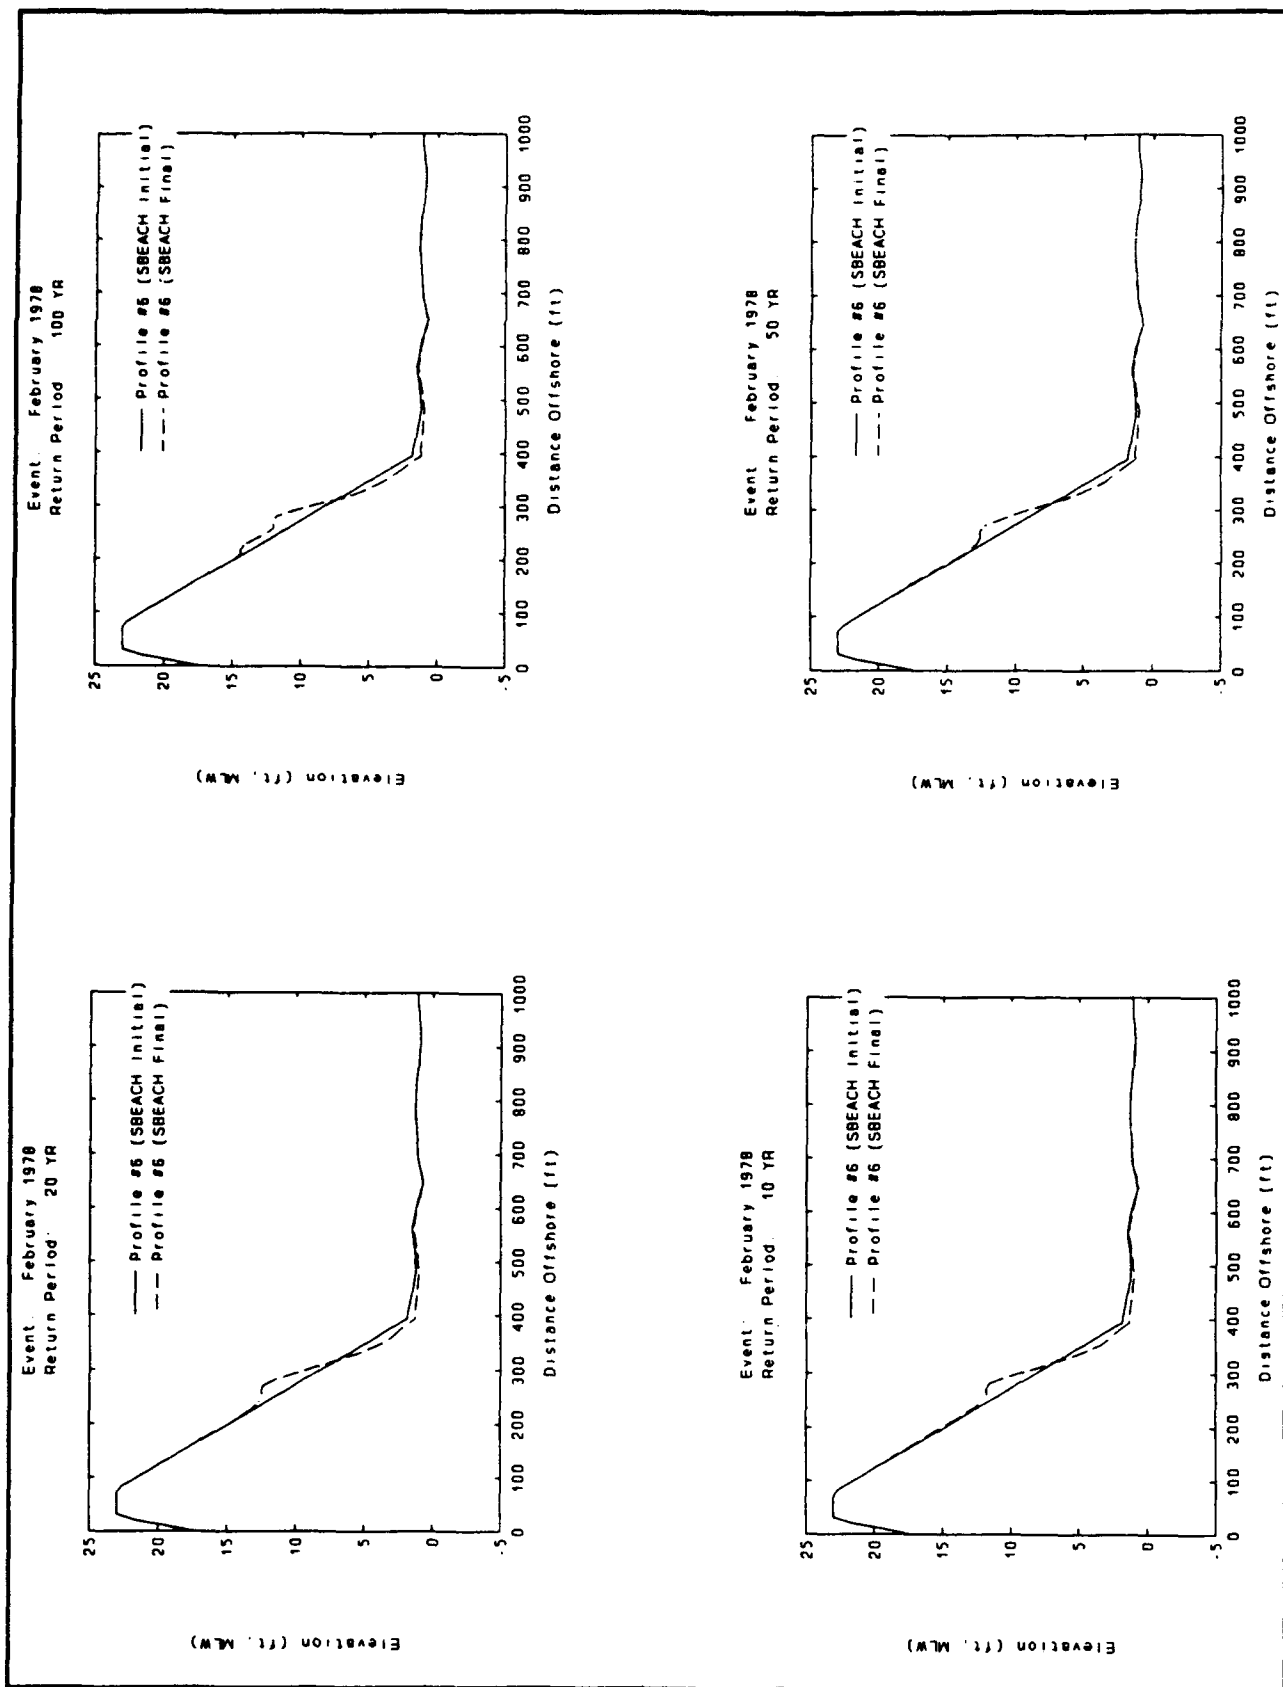 Event. February 1978
Return Period. 20 YR
Profile #6 (SBEACH Initial)
Profile #6 (SBEACH Final)
25
20
15
10
5
0
-5
Elevation (ft, MLW)
0 100 200 300 400 500 600 700 800 900 1000
Distance Offshore (ft)
Event. February 1978
Return Period 100 YR
Profile #6 (SBEACH Initial)
Profile #6 (SBEACH Final)
25
20
15
10
5
0
-5
Elevation (ft, MLW)
0 100 200 300 400 500 600 700 800 900 1000
Distance Offshore (ft)
Event. February 1978
Return Period. 10 YR
Profile #6 (SBEACH Initial)
Profile #6 (SBEACH Final)
25
20
15
10
5
0
-5
Elevation (ft, MLW)
0 100 200 300 400 500 600 700 800 900 1000
Distance Offshore (ft)
Event. February 1978
Return Period. 50 YR
Profile #6 (SBEACH Initial)
Profile #6 (SBEACH Final)
25
20
15
10
5
0
-5
Elevation (ft, MLW)
0 100 200 300 400 500 600 700 800 900 1000
Distance Offshore (ft)